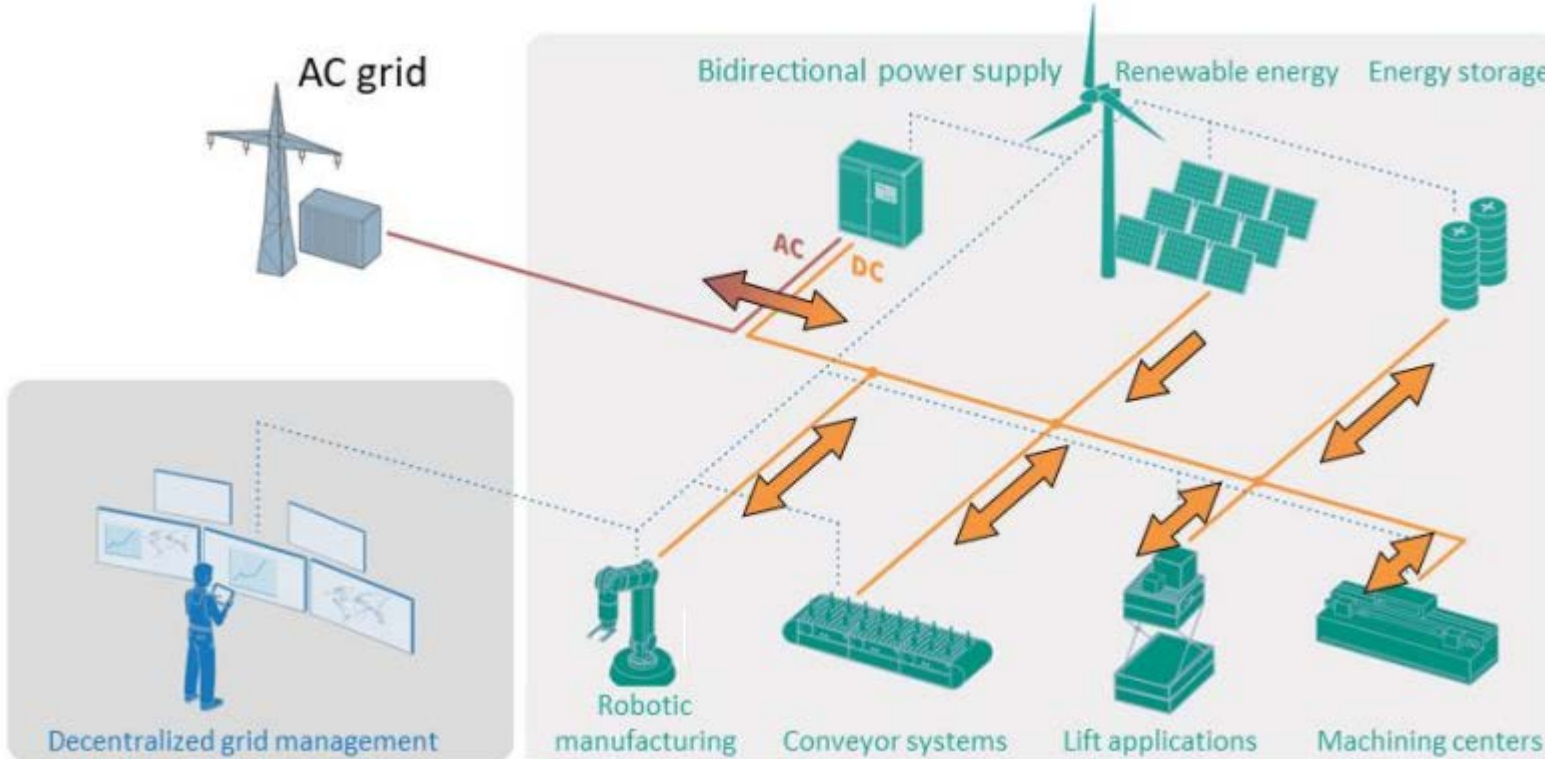 AC grid
Bidirectional power supply
Renewable energy
Energy storage
AC
DC
Robotic
manufacturing
Conveyor systems
Lift applications
Machining centers
Decentralized grid management